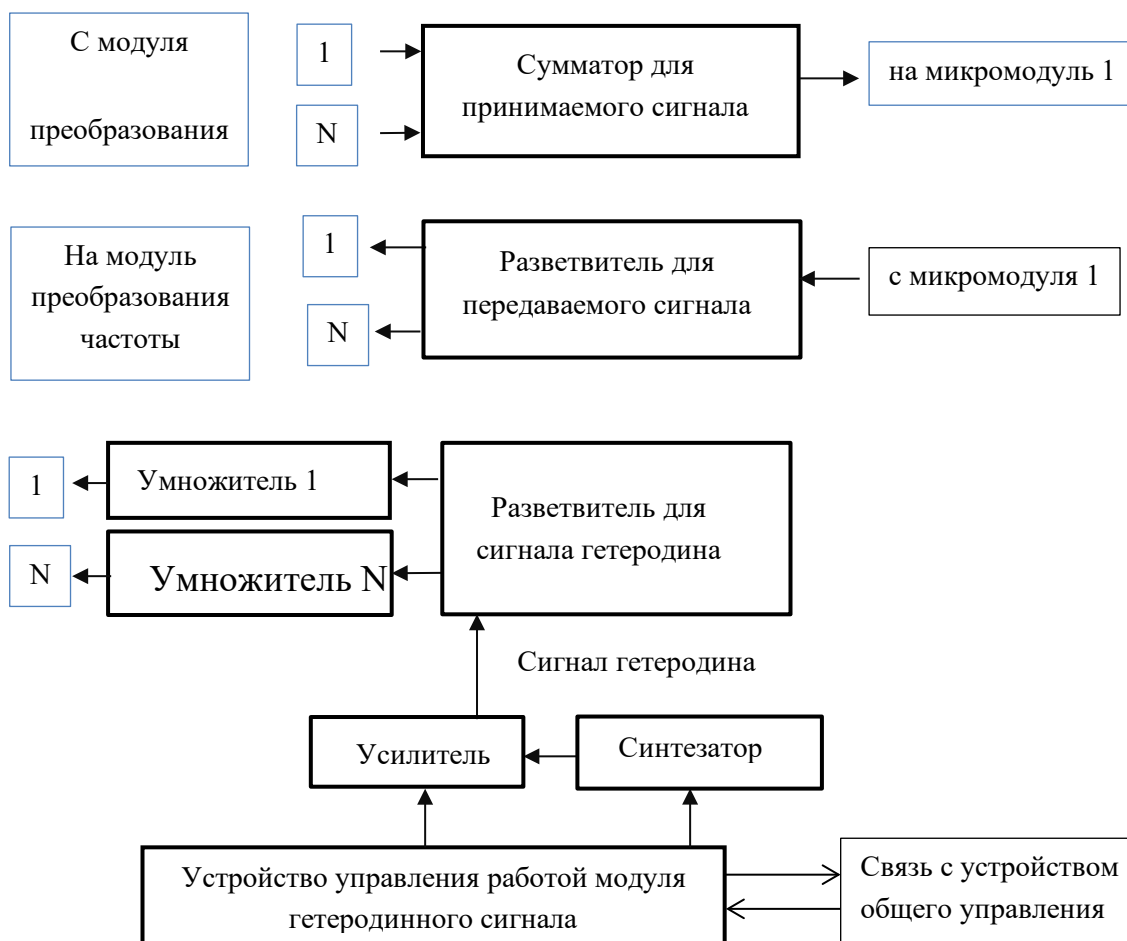 С модуля
преобразования
1
N
Сумматор для
принимаемого сигнала
на микромодуль 1
На модуль
преобразования
частоты
1
N
Разветвитель для
передаваемого сигнала
с микромодуля 1
1
Умножитель 1
N
Умножитель N
Разветвитель для
сигнала гетеродина
Сигнал гетеродина
Усилитель
Синтезатор
Устройство управления работой модуля
гетеродинного сигнала
Связь с устройством
общего управления